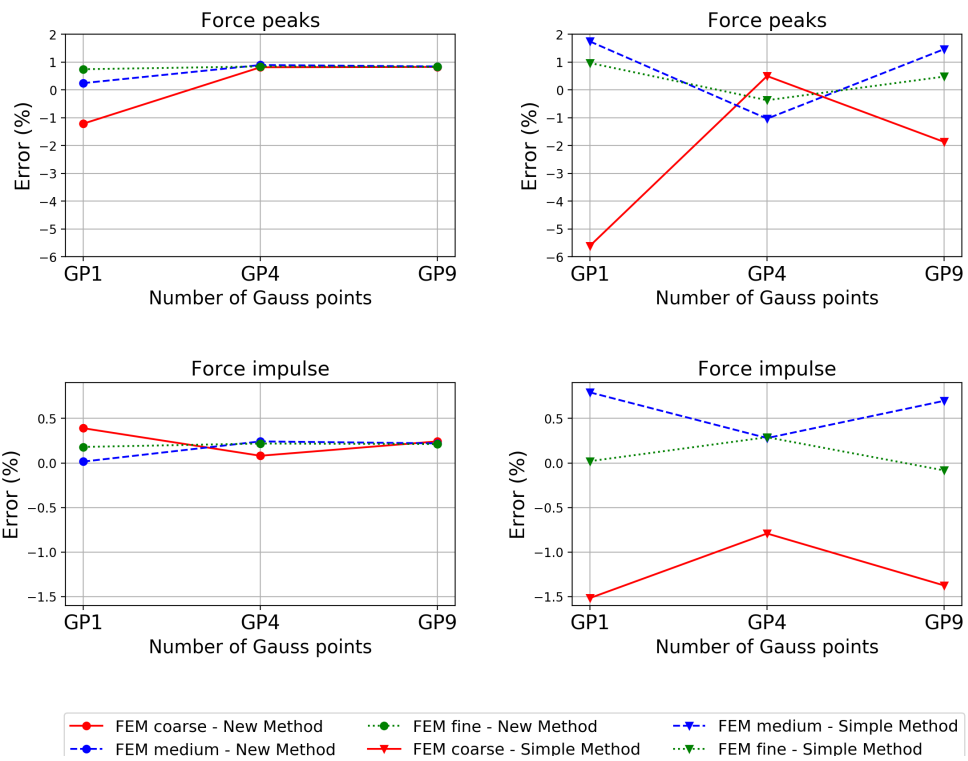 Force peaks
2
1
0
−1
−2
−3
−4
−5
−6
Error (%)
GP1 GP4 GP9
Number of Gauss points
Force peaks
2
1
0
−1
−2
−3
−4
−5
−6
Error (%)
GP1 GP4 GP9
Number of Gauss points
Force impulse
0.5
0.0
−0.5
−1.0
−1.5
Error (%)
GP1 GP4 GP9
Number of Gauss points
Force impulse
0.5
0.0
−0.5
−1.0
−1.5
Error (%)
GP1 GP4 GP9
Number of Gauss points
FEM coarse - New Method
FEM medium - New Method
FEM fine - New Method
FEM coarse - Simple Method
FEM medium - Simple Method
FEM fine - Simple Method